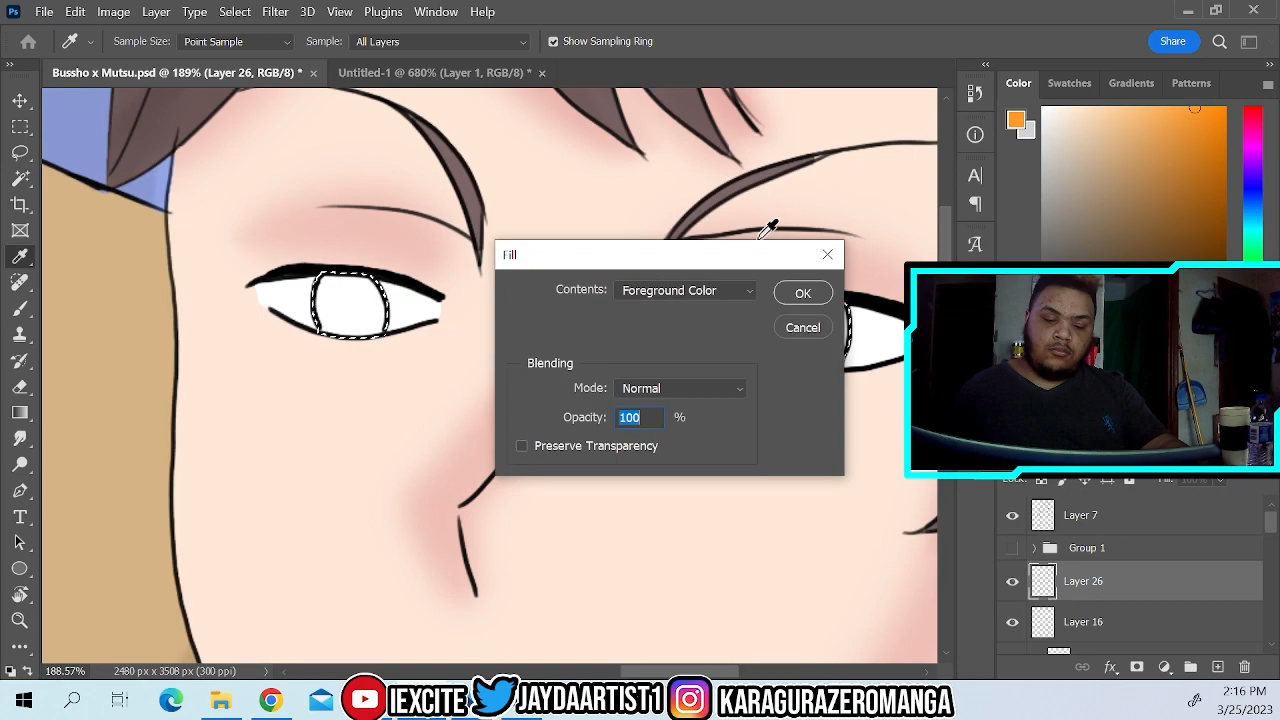 Ps File Edit Image Layer Type Select Filter 3D View Plugins Window Help
Sample Size: Point Sample Sample: All Layers Show Sampling Ring Share
Bussho x Mutsu.psd @ 189% (Layer 26, RGB/8) * × Untitled-1 @ 680% (Layer 1, RGB/8) * ×
Color Swatches Gradients Patterns
Fill
Contents: Foreground Color OK
Cancel
Blending
Mode: Normal
Opacity: 100 %
Preserve Transparency
Lock: Fill: 100%
Layer 7
Group 1
Layer 26
Layer 16
188.57% 2480 px x 3508 px (300 ppi)
IEXCITE JAYDAARTIST1 KARAGURAZEROMANGA
2:16 PM
3/25/2023